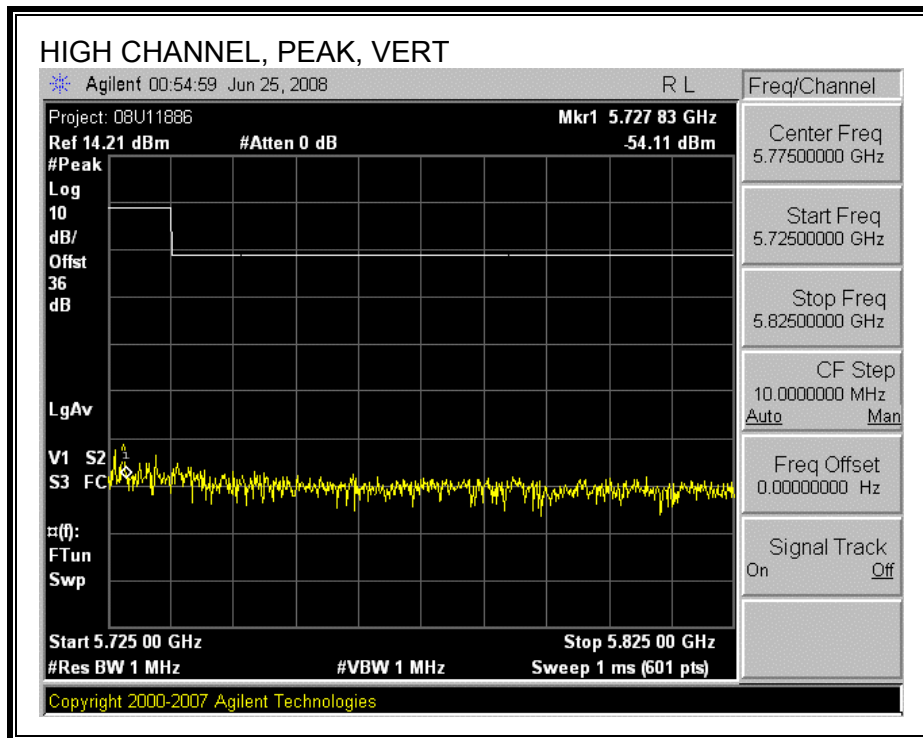 HIGH CHANNEL, PEAK, VERT
Agilent 00:54:59 Jun 25, 2008 R L
Project: 08U11886 Mkr1 5.727 83 GHz
Ref 14.21 dBm #Atten 0 dB -54.11 dBm
#Peak
Log
10
dB/
Offst
36
dB
LgAv
V1 S2
S3 FC
¤(f):
FTun
Swp
1
Start 5.725 00 GHz Stop 5.825 00 GHz
#Res BW 1 MHz #VBW 1 MHz Sweep 1 ms (601 pts)
Copyright 2000-2007 Agilent Technologies
Freq/Channel
Center Freq
5.77500000 GHz
Start Freq
5.72500000 GHz
Stop Freq
5.82500000 GHz
CF Step
10.0000000 MHz
Auto Man
Freq Offset
0.00000000 Hz
Signal Track
On Off